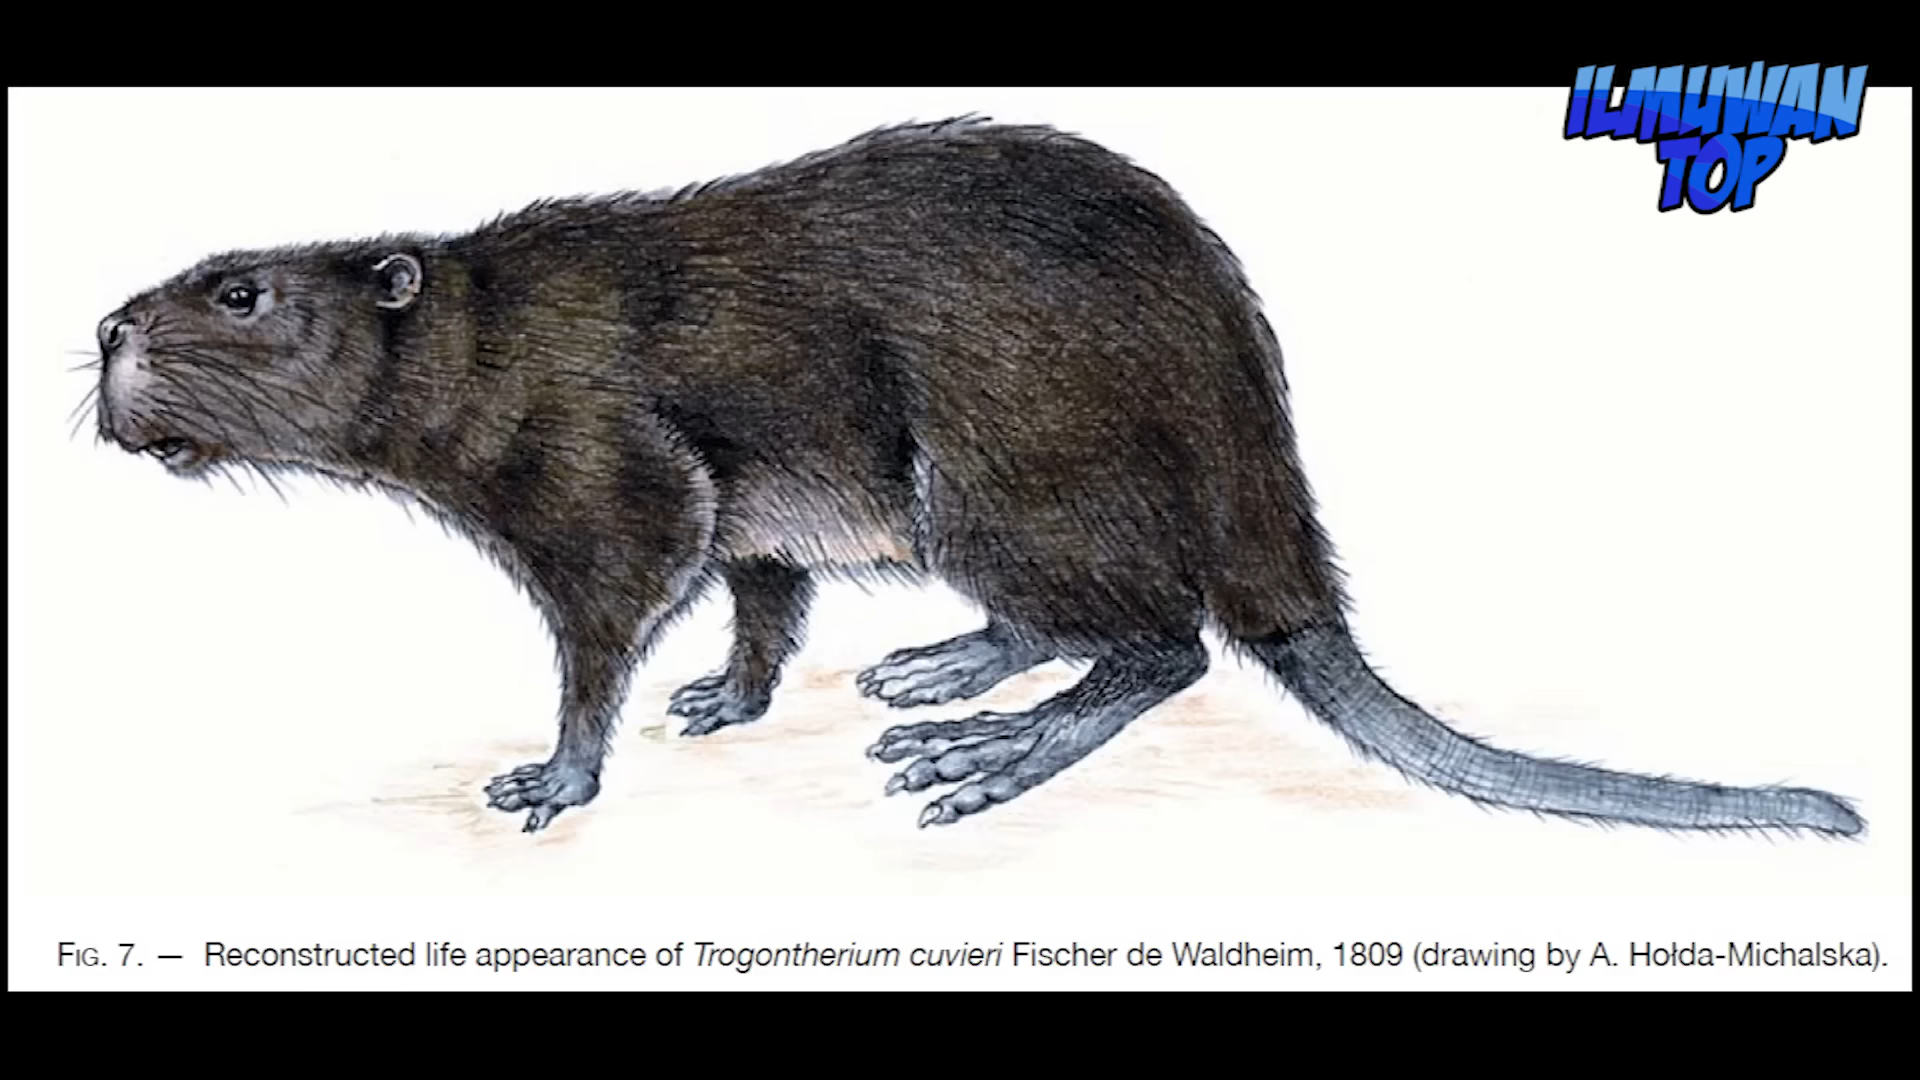 ILMUWAN
TOP
FIG. 7. — Reconstructed life appearance of Trogontherium cuvieri Fischer de Waldheim, 1809 (drawing by A. Hołda-Michalska).